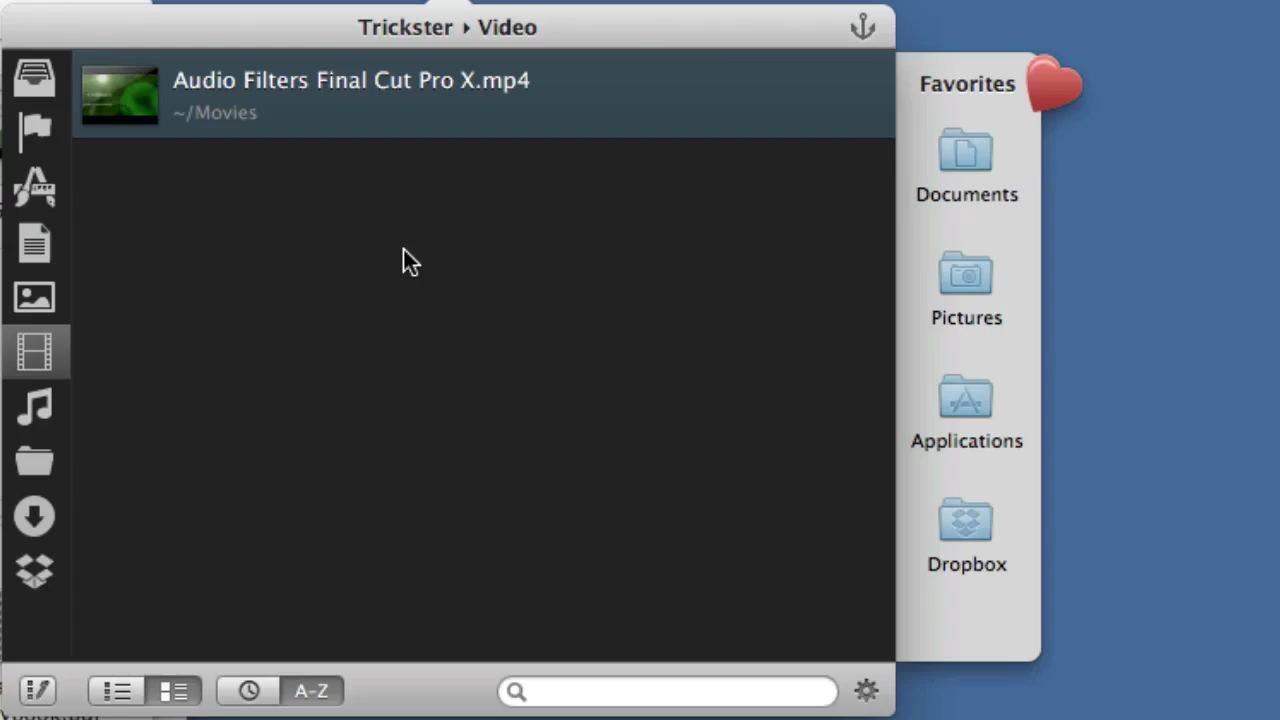 Trickster ▸ Video
Audio Filters Final Cut Pro X.mp4
~/Movies
Favorites
Documents
Pictures
Applications
Dropbox
A-Z